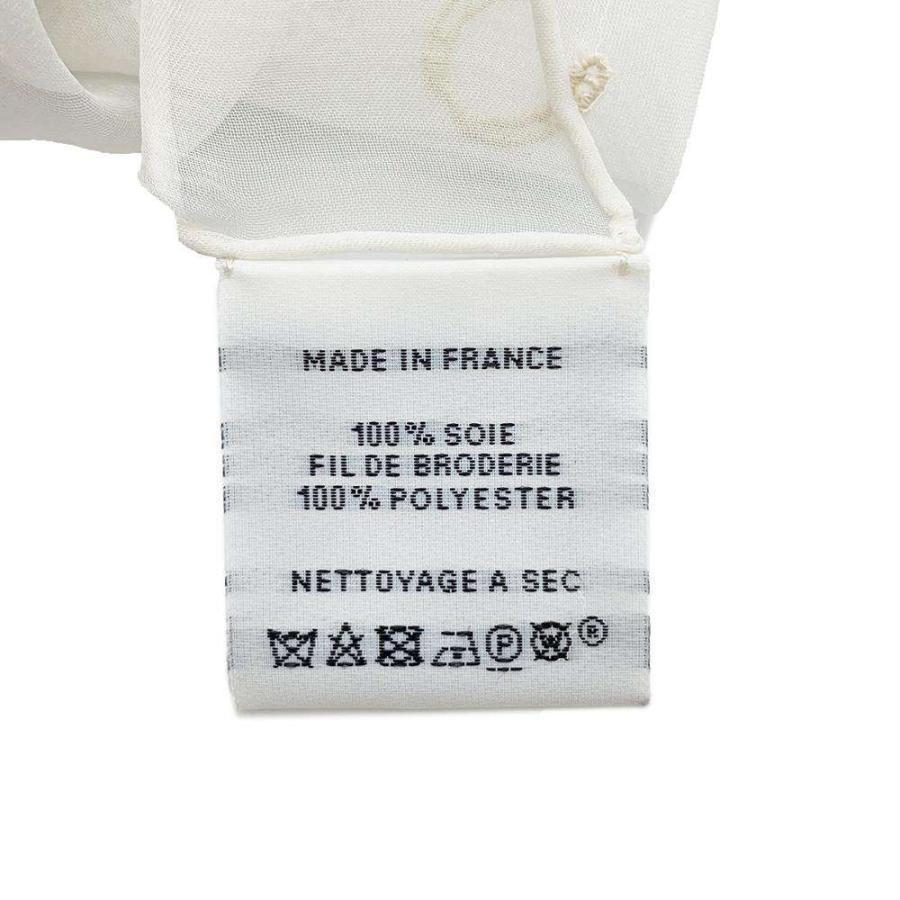 MADE IN FRANCE
100% SOIE
FIL DE BRODERIE
100% POLYESTER
NETTOYAGE A SEC
P W ®